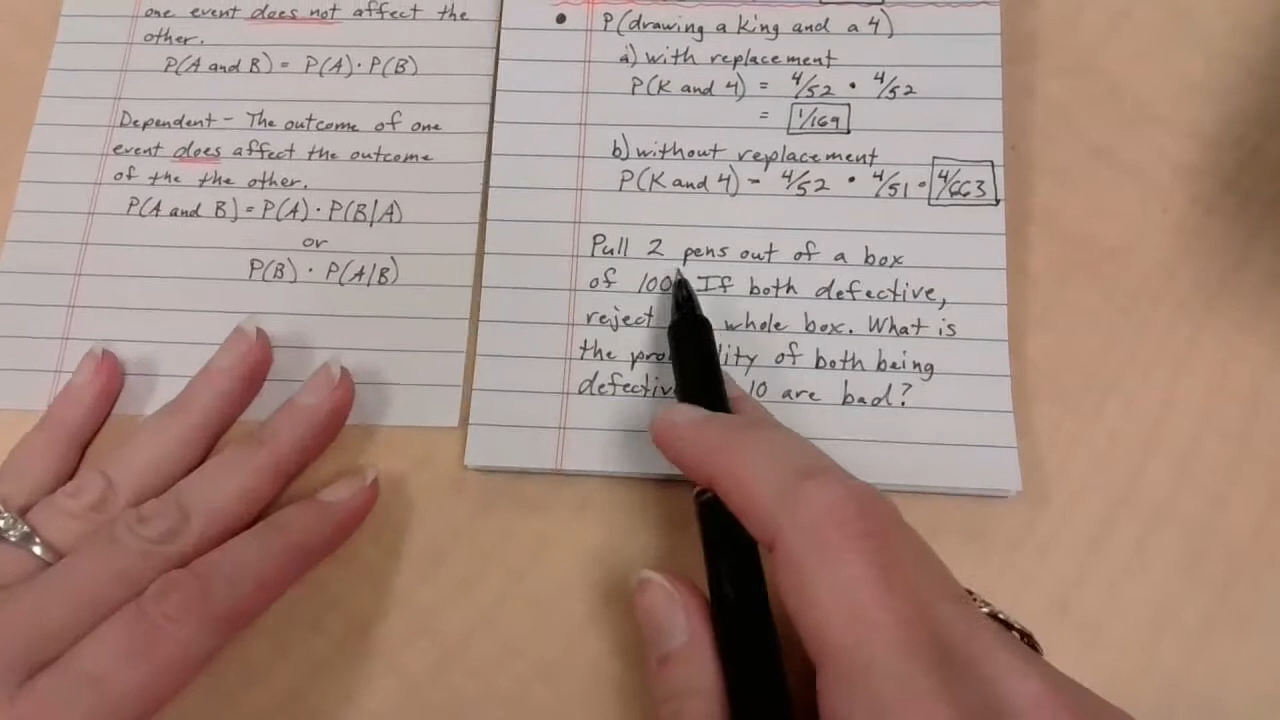 one event does not affect the
other.
P(A and B) = P(A) · P(B)
Dependent - The outcome of one
event does affect the outcome
of the the other.
P(A and B) = P(A) · P(B|A)
or
P(B) · P(A|B)
• P(drawing a king and a 4)
a) with replacement
P(K and 4) = 4/52 · 4/52
= 1/169
b) without replacement
P(K and 4) = 4/52 · 4/51 = 4/663
Pull 2 pens out of a box
of 100. If both defective,
reject whole box. What is
the of both being
10 are bad?